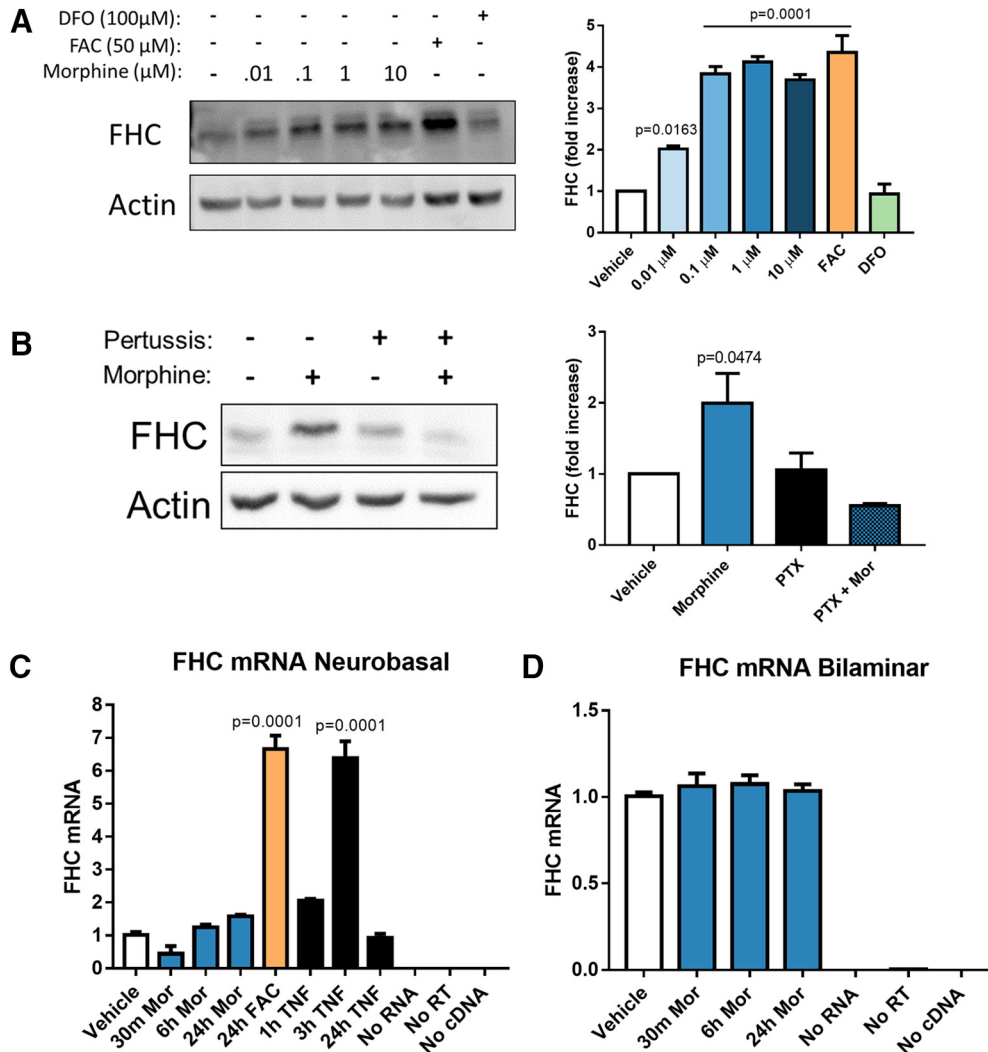 A
DFO (100µM): - - - - - - +
FAC (50 µM): - - - - - + -
Morphine (µM): - .01 .1 1 10 - -
FHC
Actin
p=0.0001
p=0.0163
FHC (fold increase)
5
4
3
2
1
0
Vehicle
0.01 µM
0.1 µM
1 µM
10 µM
FAC
DFO
B
Pertussis: - - + +
Morphine: - + - +
FHC
Actin
p=0.0474
FHC (fold increase)
3
2
1
0
Vehicle
Morphine
PTX
PTX + Mor
C
FHC mRNA Neurobasal
p=0.0001 p=0.0001
FHC mRNA
8
7
6
5
4
3
2
1
0
Vehicle
30m Mor
6h Mor
24h Mor
24h FAC
1h TNF
3h TNF
24h TNF
No RNA
No RT
No cDNA
D
FHC mRNA Bilaminar
FHC mRNA
1.5
1.0
0.5
0.0
Vehicle
30m Mor
6h Mor
24h Mor
No RNA
No RT
No cDNA